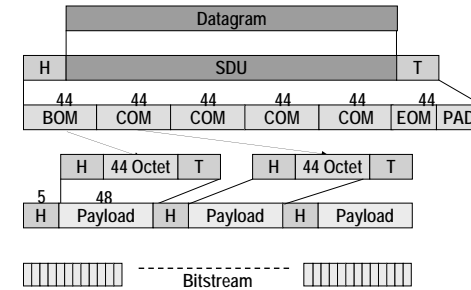 Datagram
H SDU T
44 44 44 44 44 44
BOM COM COM COM COM EOM PAD
H 44 Octet T H 44 Octet T
5 48
H Payload H Payload H Payload
Bitstream